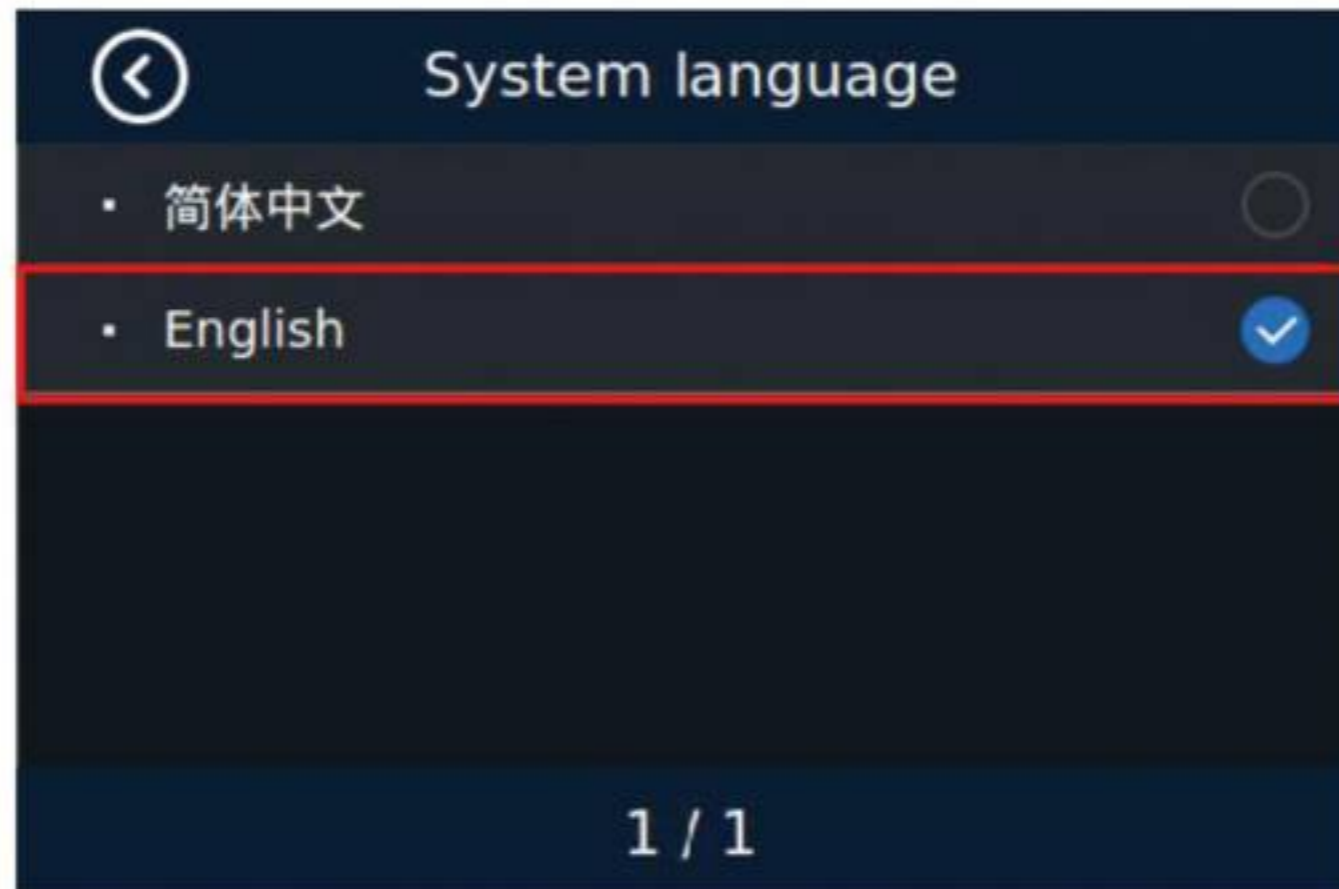 System language
· 简体中文
· English
1 / 1